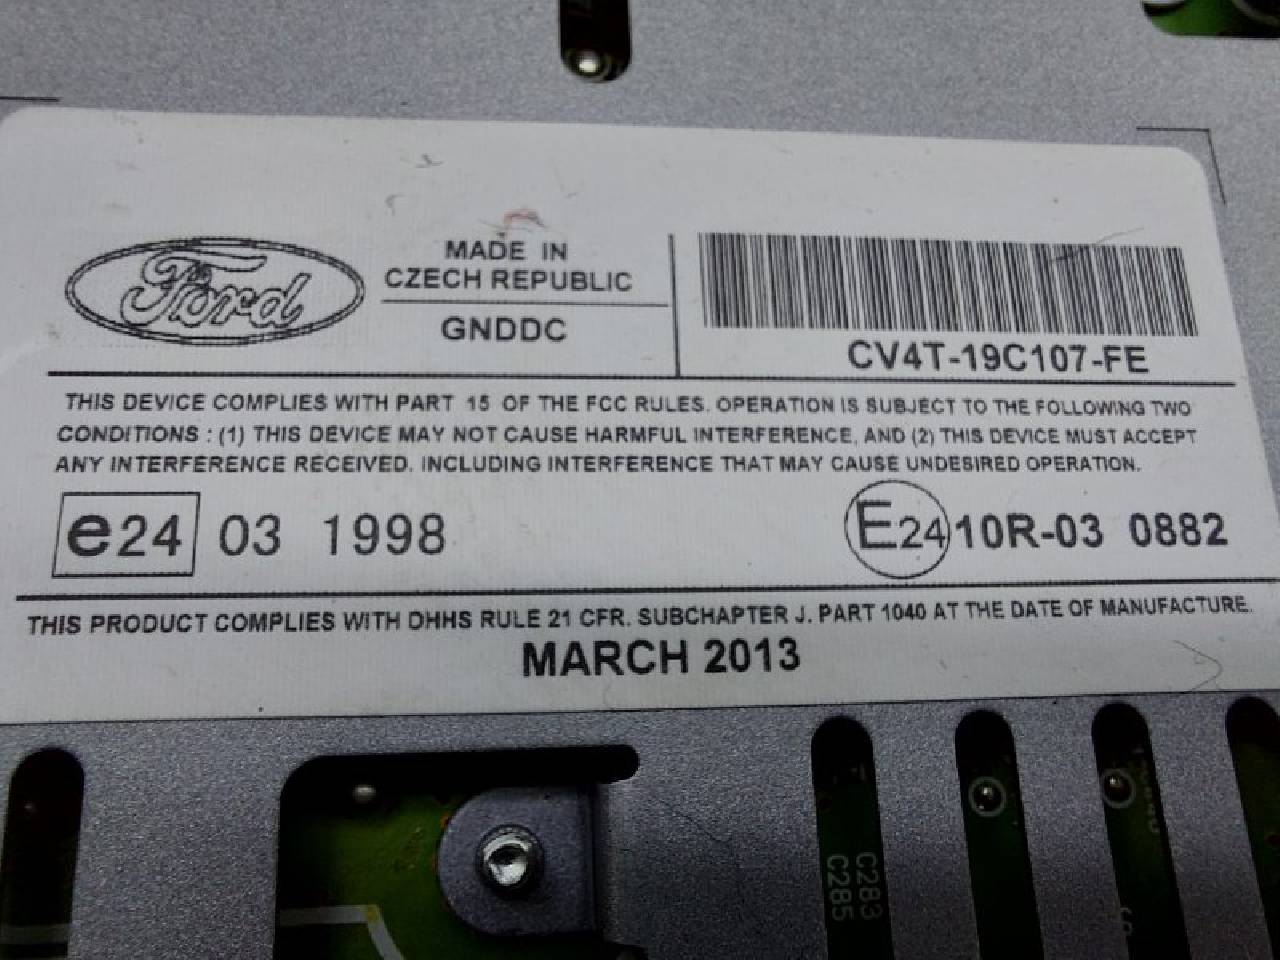 Ford
MADE IN
CZECH REPUBLIC
GNDDC
CV4T-19C107-FE
THIS DEVICE COMPLIES WITH PART 15 OF THE FCC RULES. OPERATION IS SUBJECT TO THE FOLLOWING TWO
CONDITIONS : (1) THIS DEVICE MAY NOT CAUSE HARMFUL INTERFERENCE, AND (2) THIS DEVICE MUST ACCEPT
ANY INTERFERENCE RECEIVED. INCLUDING INTERFERENCE THAT MAY CAUSE UNDESIRED OPERATION.
e24 03 1998
E24 10R-03 0882
THIS PRODUCT COMPLIES WITH DHHS RULE 21 CFR. SUBCHAPTER J. PART 1040 AT THE DATE OF MANUFACTURE.
MARCH 2013
C283
C285